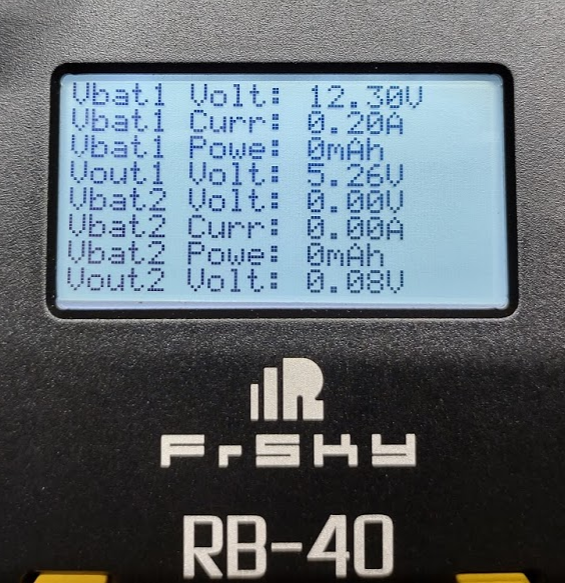 Vbat1 Volt: 12.30V
Vbat1 Curr: 0.20A
Vbat1 Powe: 0mAh
Vout1 Volt: 5.26V
Vbat2 Volt: 0.00V
Vbat2 Curr: 0.00A
Vbat2 Powe: 0mAh
Vout2 Volt: 0.08V
R
FrSKY
RB-40